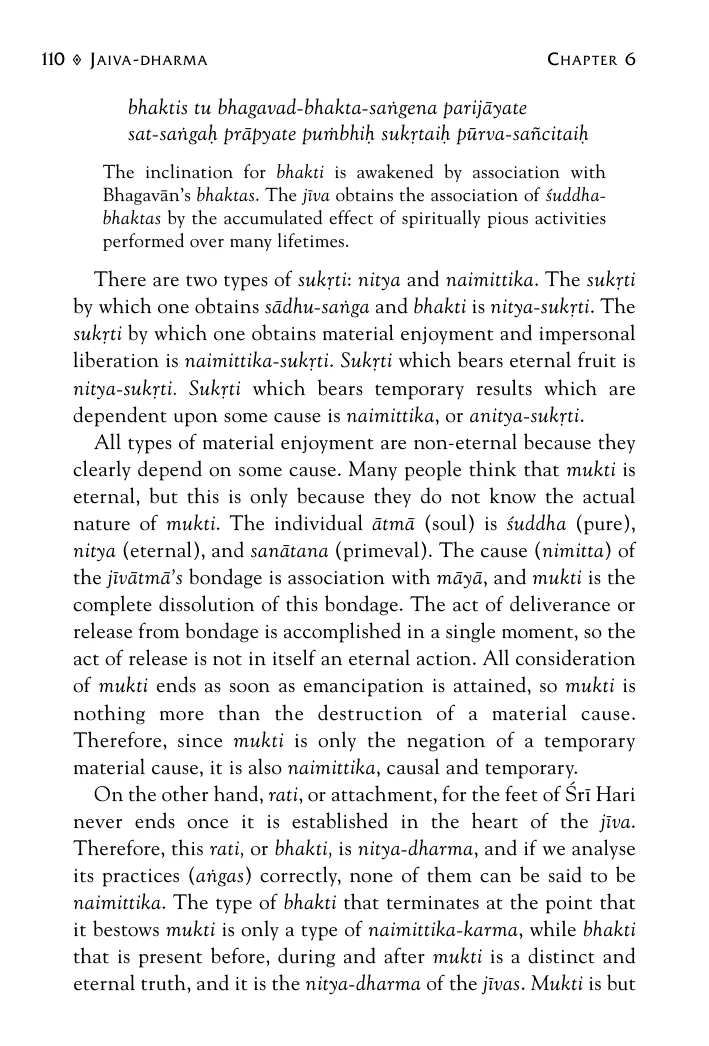 110 ◈ Jaiva-dharma Chapter 6
bhaktis tu bhagavad-bhakta-saṅgena parijāyate
sat-saṅgaḥ prāpyate puṁbhiḥ sukṛtaiḥ pūrva-sañcitaiḥ
The inclination for bhakti is awakened by association with
Bhagavān’s bhaktas. The jīva obtains the association of śuddha-
bhaktas by the accumulated effect of spiritually pious activities
performed over many lifetimes.
There are two types of sukṛti: nitya and naimittika. The sukṛti
by which one obtains sādhu-saṅga and bhakti is nitya-sukṛti. The
sukṛti by which one obtains material enjoyment and impersonal
liberation is naimittika-sukṛti. Sukṛti which bears eternal fruit is
nitya-sukṛti. Sukṛti which bears temporary results which are
dependent upon some cause is naimittika, or anitya-sukṛti.
All types of material enjoyment are non-eternal because they
clearly depend on some cause. Many people think that mukti is
eternal, but this is only because they do not know the actual
nature of mukti. The individual ātmā (soul) is śuddha (pure),
nitya (eternal), and sanātana (primeval). The cause (nimitta) of
the jīvātmā’s bondage is association with māyā, and mukti is the
complete dissolution of this bondage. The act of deliverance or
release from bondage is accomplished in a single moment, so the
act of release is not in itself an eternal action. All consideration
of mukti ends as soon as emancipation is attained, so mukti is
nothing more than the destruction of a material cause.
Therefore, since mukti is only the negation of a temporary
material cause, it is also naimittika, causal and temporary.
On the other hand, rati, or attachment, for the feet of Śrī Hari
never ends once it is established in the heart of the jīva.
Therefore, this rati, or bhakti, is nitya-dharma, and if we analyse
its practices (aṅgas) correctly, none of them can be said to be
naimittika. The type of bhakti that terminates at the point that
it bestows mukti is only a type of naimittika-karma, while bhakti
that is present before, during and after mukti is a distinct and
eternal truth, and it is the nitya-dharma of the jīvas. Mukti is but